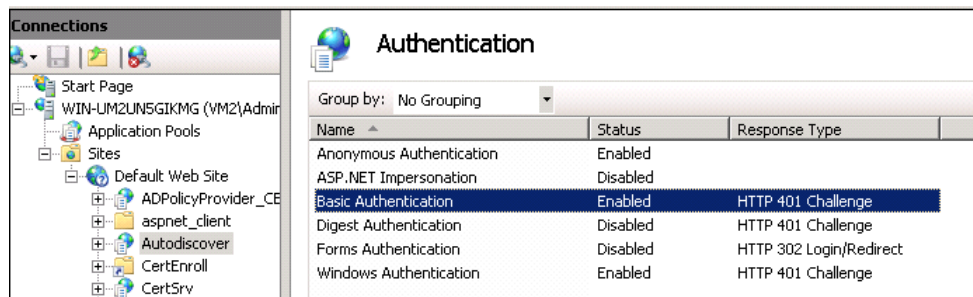 Connections
Start Page
WIN-UM2UN5GIKMG (VM2\Admir
Application Pools
Sites
Default Web Site
ADPolicyProvider_CE
aspnet_client
Autodiscover
CertEnroll
CertSrv
Authentication
Group by: No Grouping
Name Status Response Type
Anonymous Authentication Enabled
ASP.NET Impersonation Disabled
Basic Authentication Enabled HTTP 401 Challenge
Digest Authentication Disabled HTTP 401 Challenge
Forms Authentication Disabled HTTP 302 Login/Redirect
Windows Authentication Enabled HTTP 401 Challenge